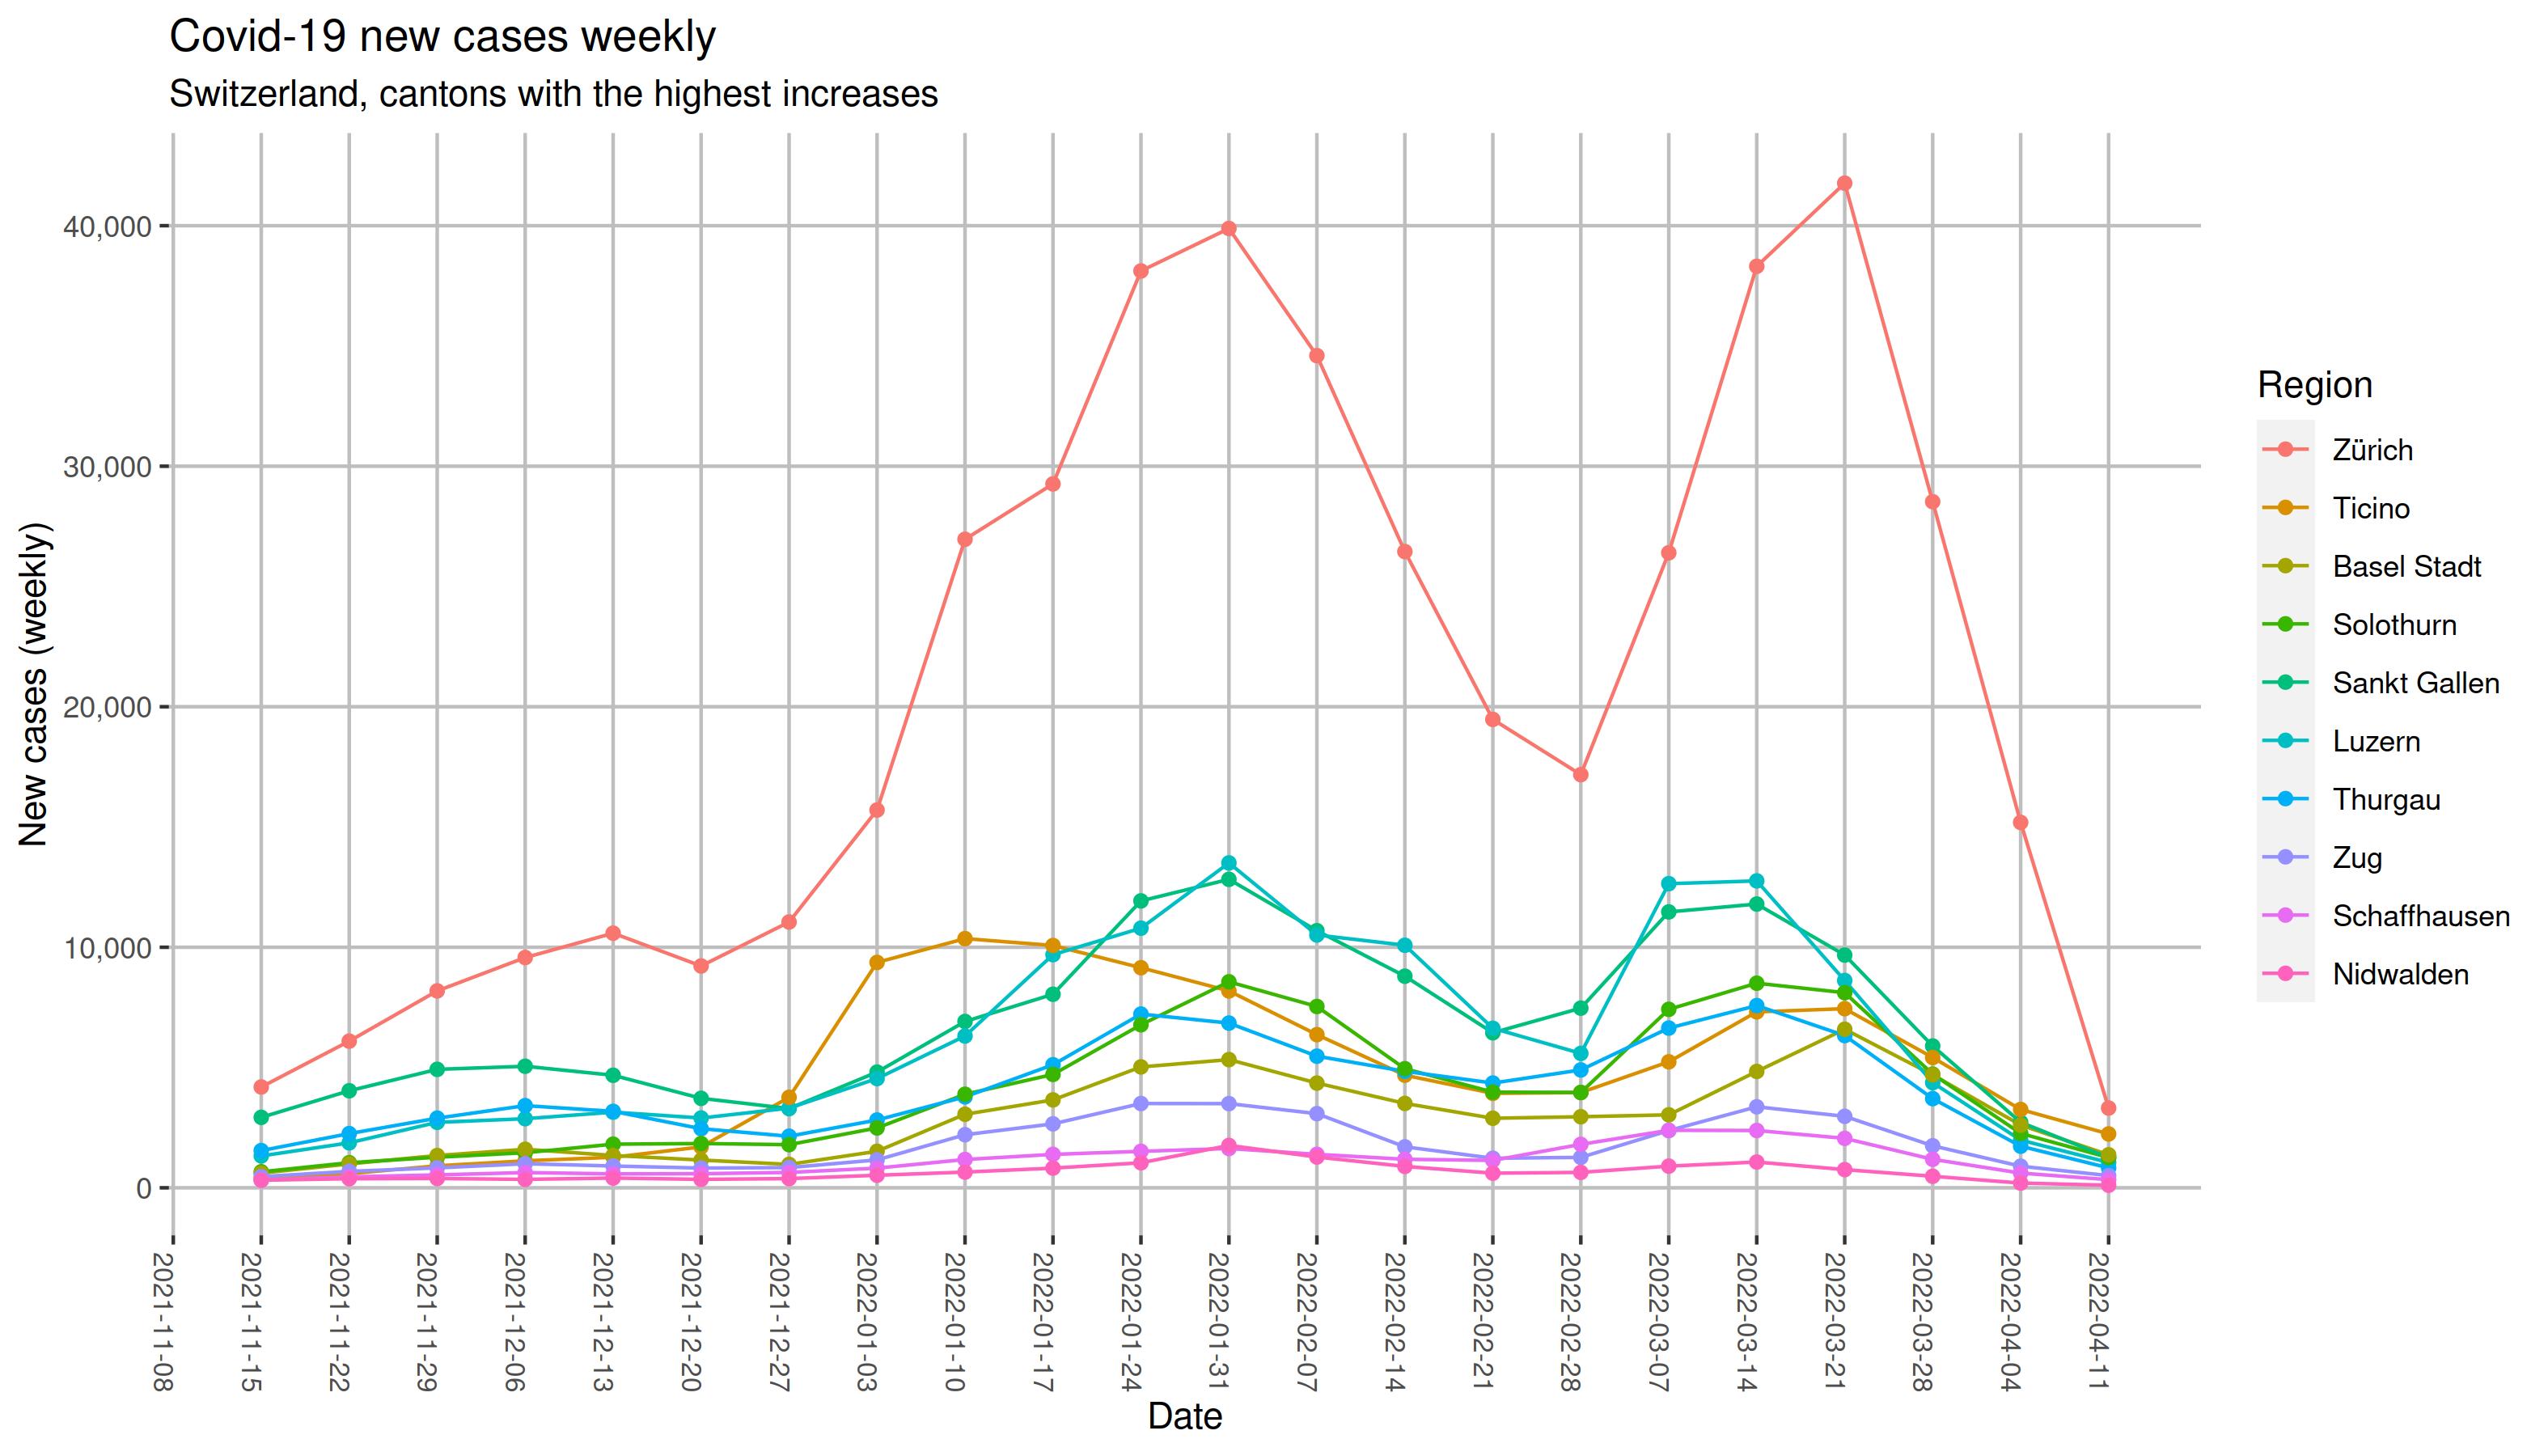 Covid-19 new cases weekly
Switzerland, cantons with the highest increases
New cases (weekly)
40,000
30,000
20,000
10,000
0
2021-11-08
2021-11-15
2021-11-22
2021-11-29
2021-12-06
2021-12-13
2021-12-20
2021-12-27
2022-01-03
2022-01-10
2022-01-17
2022-01-24
2022-01-31
2022-02-07
2022-02-14
2022-02-21
2022-02-28
2022-03-07
2022-03-14
2022-03-21
2022-03-28
2022-04-04
2022-04-11
Date
Region
Zürich
Ticino
Basel Stadt
Solothurn
Sankt Gallen
Luzern
Thurgau
Zug
Schaffhausen
Nidwalden